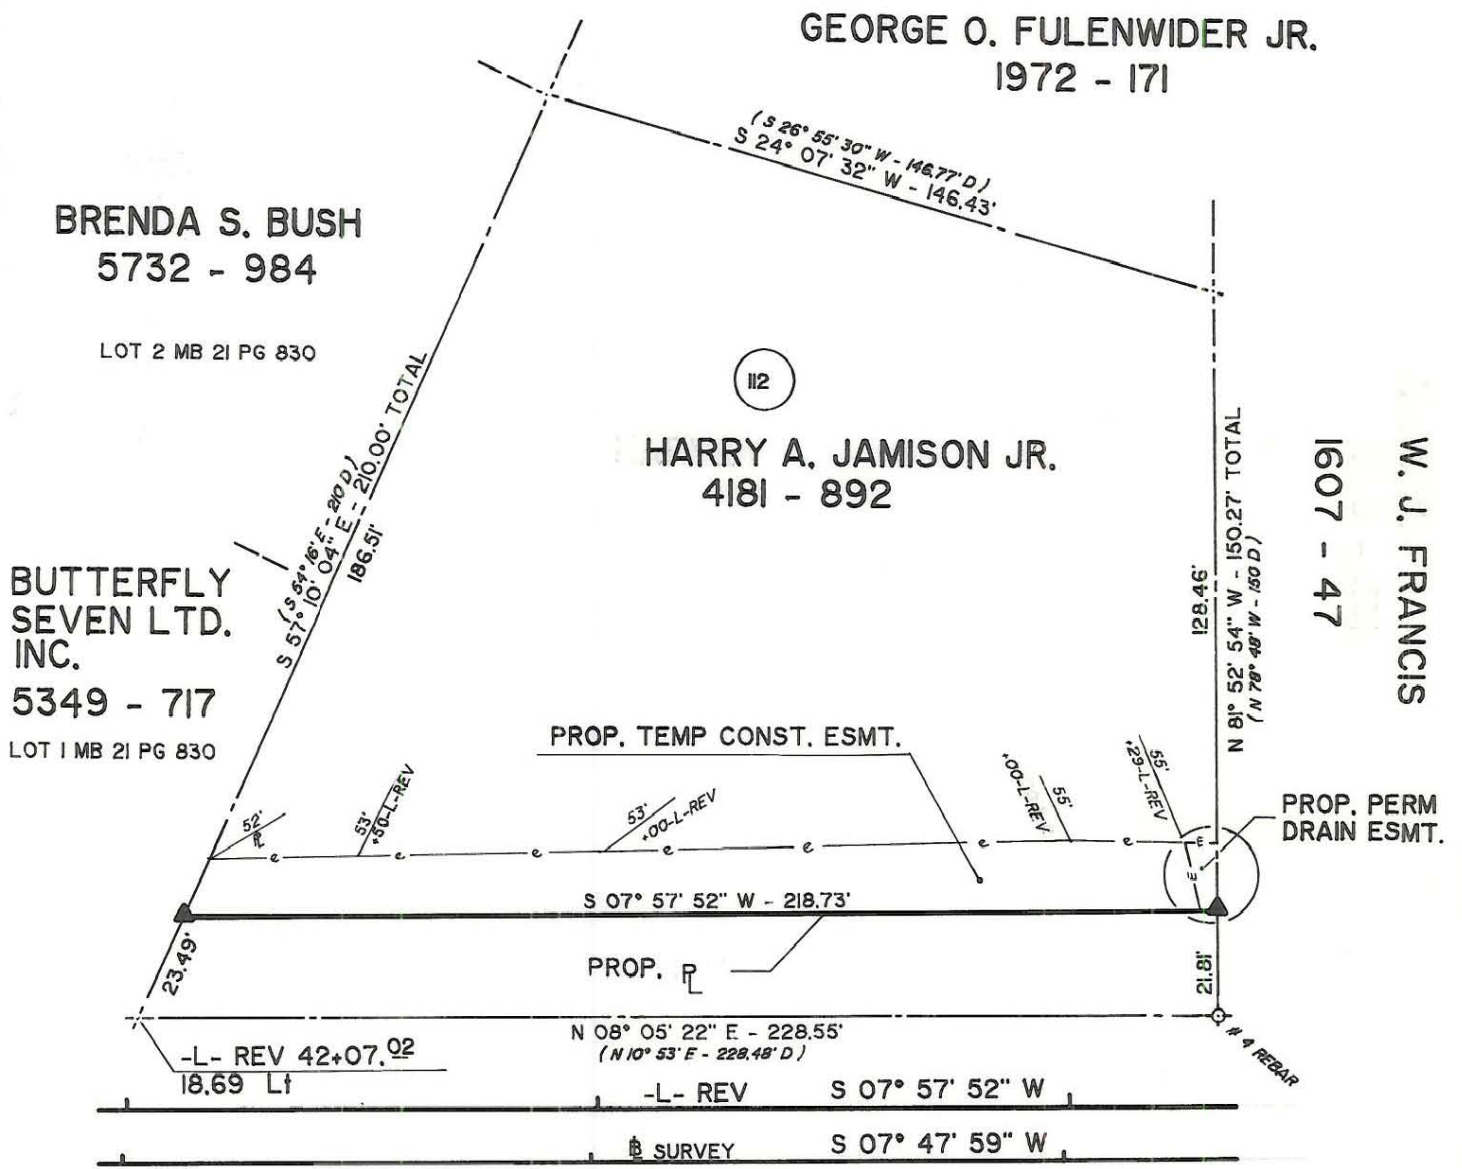 GEORGE O. FULENWIDER JR.
1972 - 171
(S 26° 55' 30" W - 146.77' D)
S 24° 07' 32" W - 146.43'
BRENDA S. BUSH
5732 - 984
LOT 2 MB 21 PG 830
112
HARRY A. JAMISON JR.
4181 - 892
(S 54° 16' E - 210 D)
S 57° 10' 04" E - 210.00' TOTAL
186.51'
W. J. FRANCIS
1607 - 47
128.46'
N 81° 52' 54" W - 150.27' TOTAL
(N 78° 48' W - 150 D)
BUTTERFLY
SEVEN LTD.
INC.
5349 - 717
LOT 1 MB 21 PG 830
PROP. TEMP CONST. ESMT.
52'
PL
53'
+50-L-REV
53'
+00-L-REV
55'
+00-L-REV
55'
+29-L-REV
PROP. PERM
DRAIN ESMT.
e e e e e e e E
E
S 07° 57' 52" W - 218.73'
23.49'
PROP. PL
21.81'
N 08° 05' 22" E - 228.55'
(N 10° 53' E - 228.48' D)
# 4 REBAR
-L- REV 42+07.02
18.69 Lt
-L- REV S 07° 57' 52" W
BL SURVEY S 07° 47' 59" W